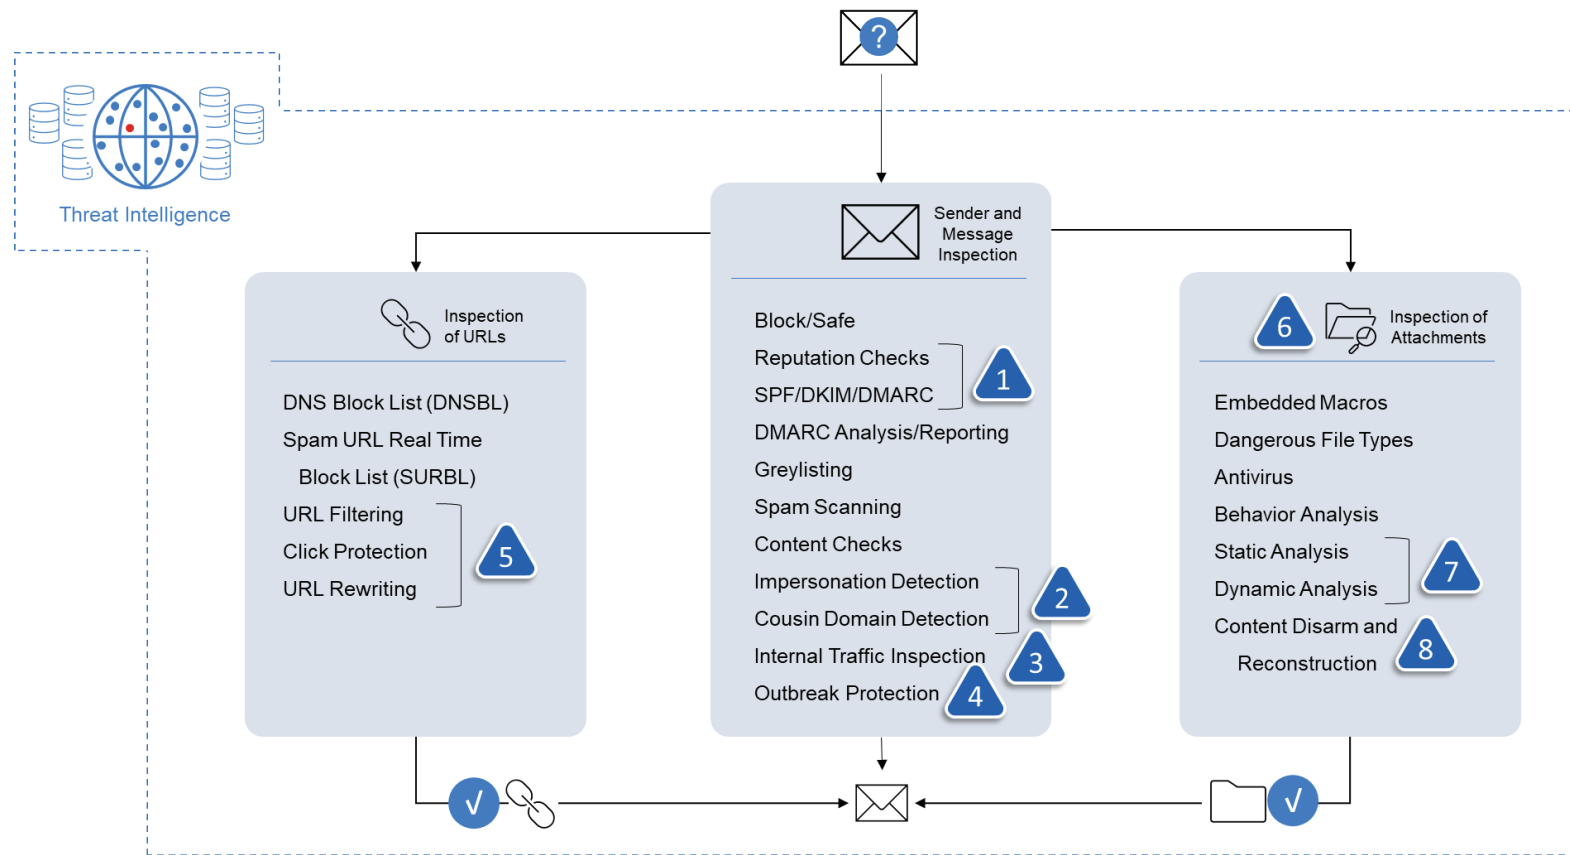 ?
Threat Intelligence
Sender and
Message
Inspection
Block/Safe
Reputation Checks
SPF/DKIM/DMARC
1
DMARC Analysis/Reporting
Greylisting
Spam Scanning
Content Checks
Impersonation Detection
Cousin Domain Detection
2
Internal Traffic Inspection
3
Outbreak Protection
4
Inspection
of URLs
DNS Block List (DNSBL)
Spam URL Real Time
Block List (SURBL)
URL Filtering
Click Protection
URL Rewriting
5
6
Inspection of
Attachments
Embedded Macros
Dangerous File Types
Antivirus
Behavior Analysis
Static Analysis
Dynamic Analysis
7
Content Disarm and
Reconstruction
8
√
√